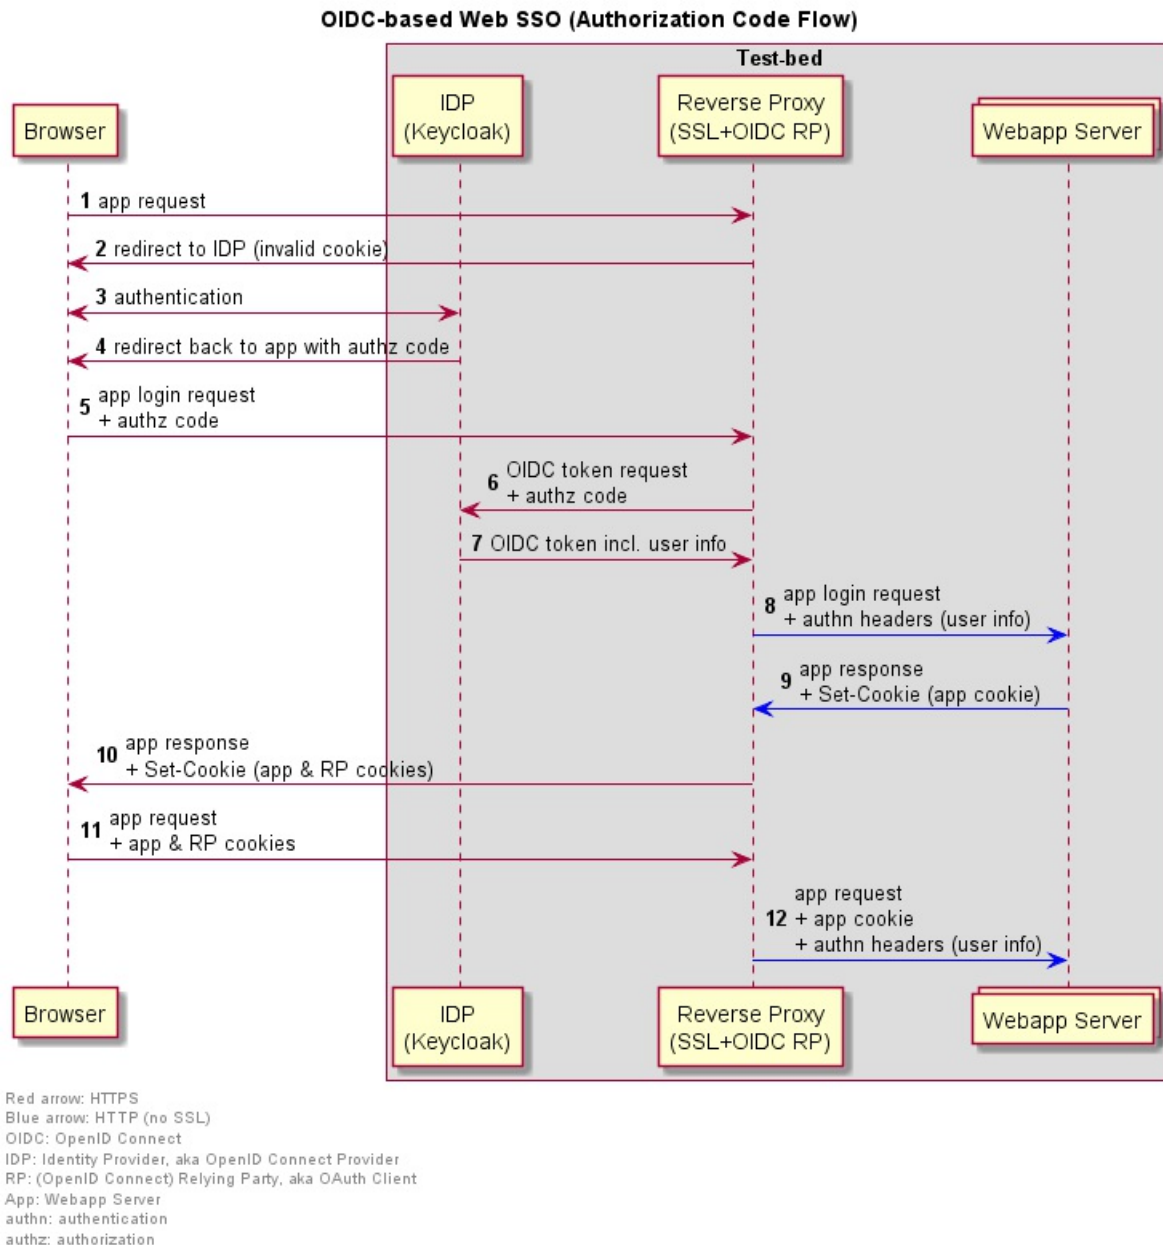 OIDC-based Web SSO (Authorization Code Flow)
Test-bed
Browser
IDP
(Keycloak)
Reverse Proxy
(SSL+OIDC RP)
Webapp Server
1 app request
2 redirect to IDP (invalid cookie)
3 authentication
4 redirect back to app with authz code
5 app login request
+ authz code
6 OIDC token request
+ authz code
7 OIDC token incl. user info
8 app login request
+ authn headers (user info)
9 app response
+ Set-Cookie (app cookie)
10 app response
+ Set-Cookie (app & RP cookies)
11 app request
+ app & RP cookies
app request
12 + app cookie
+ authn headers (user info)
Browser
IDP
(Keycloak)
Reverse Proxy
(SSL+OIDC RP)
Webapp Server
Red arrow: HTTPS
Blue arrow: HTTP (no SSL)
OIDC: OpenID Connect
IDP: Identity Provider, aka OpenID Connect Provider
RP: (OpenID Connect) Relying Party, aka OAuth Client
App: Webapp Server
authn: authentication
authz: authorization